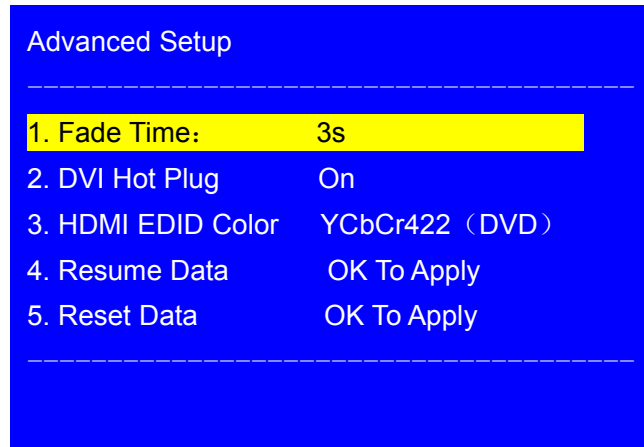 Advanced Setup
1. Fade Time： 3s
2. DVI Hot Plug On
3. HDMI EDID Color YCbCr422（DVD）
4. Resume Data OK To Apply
5. Reset Data OK To Apply